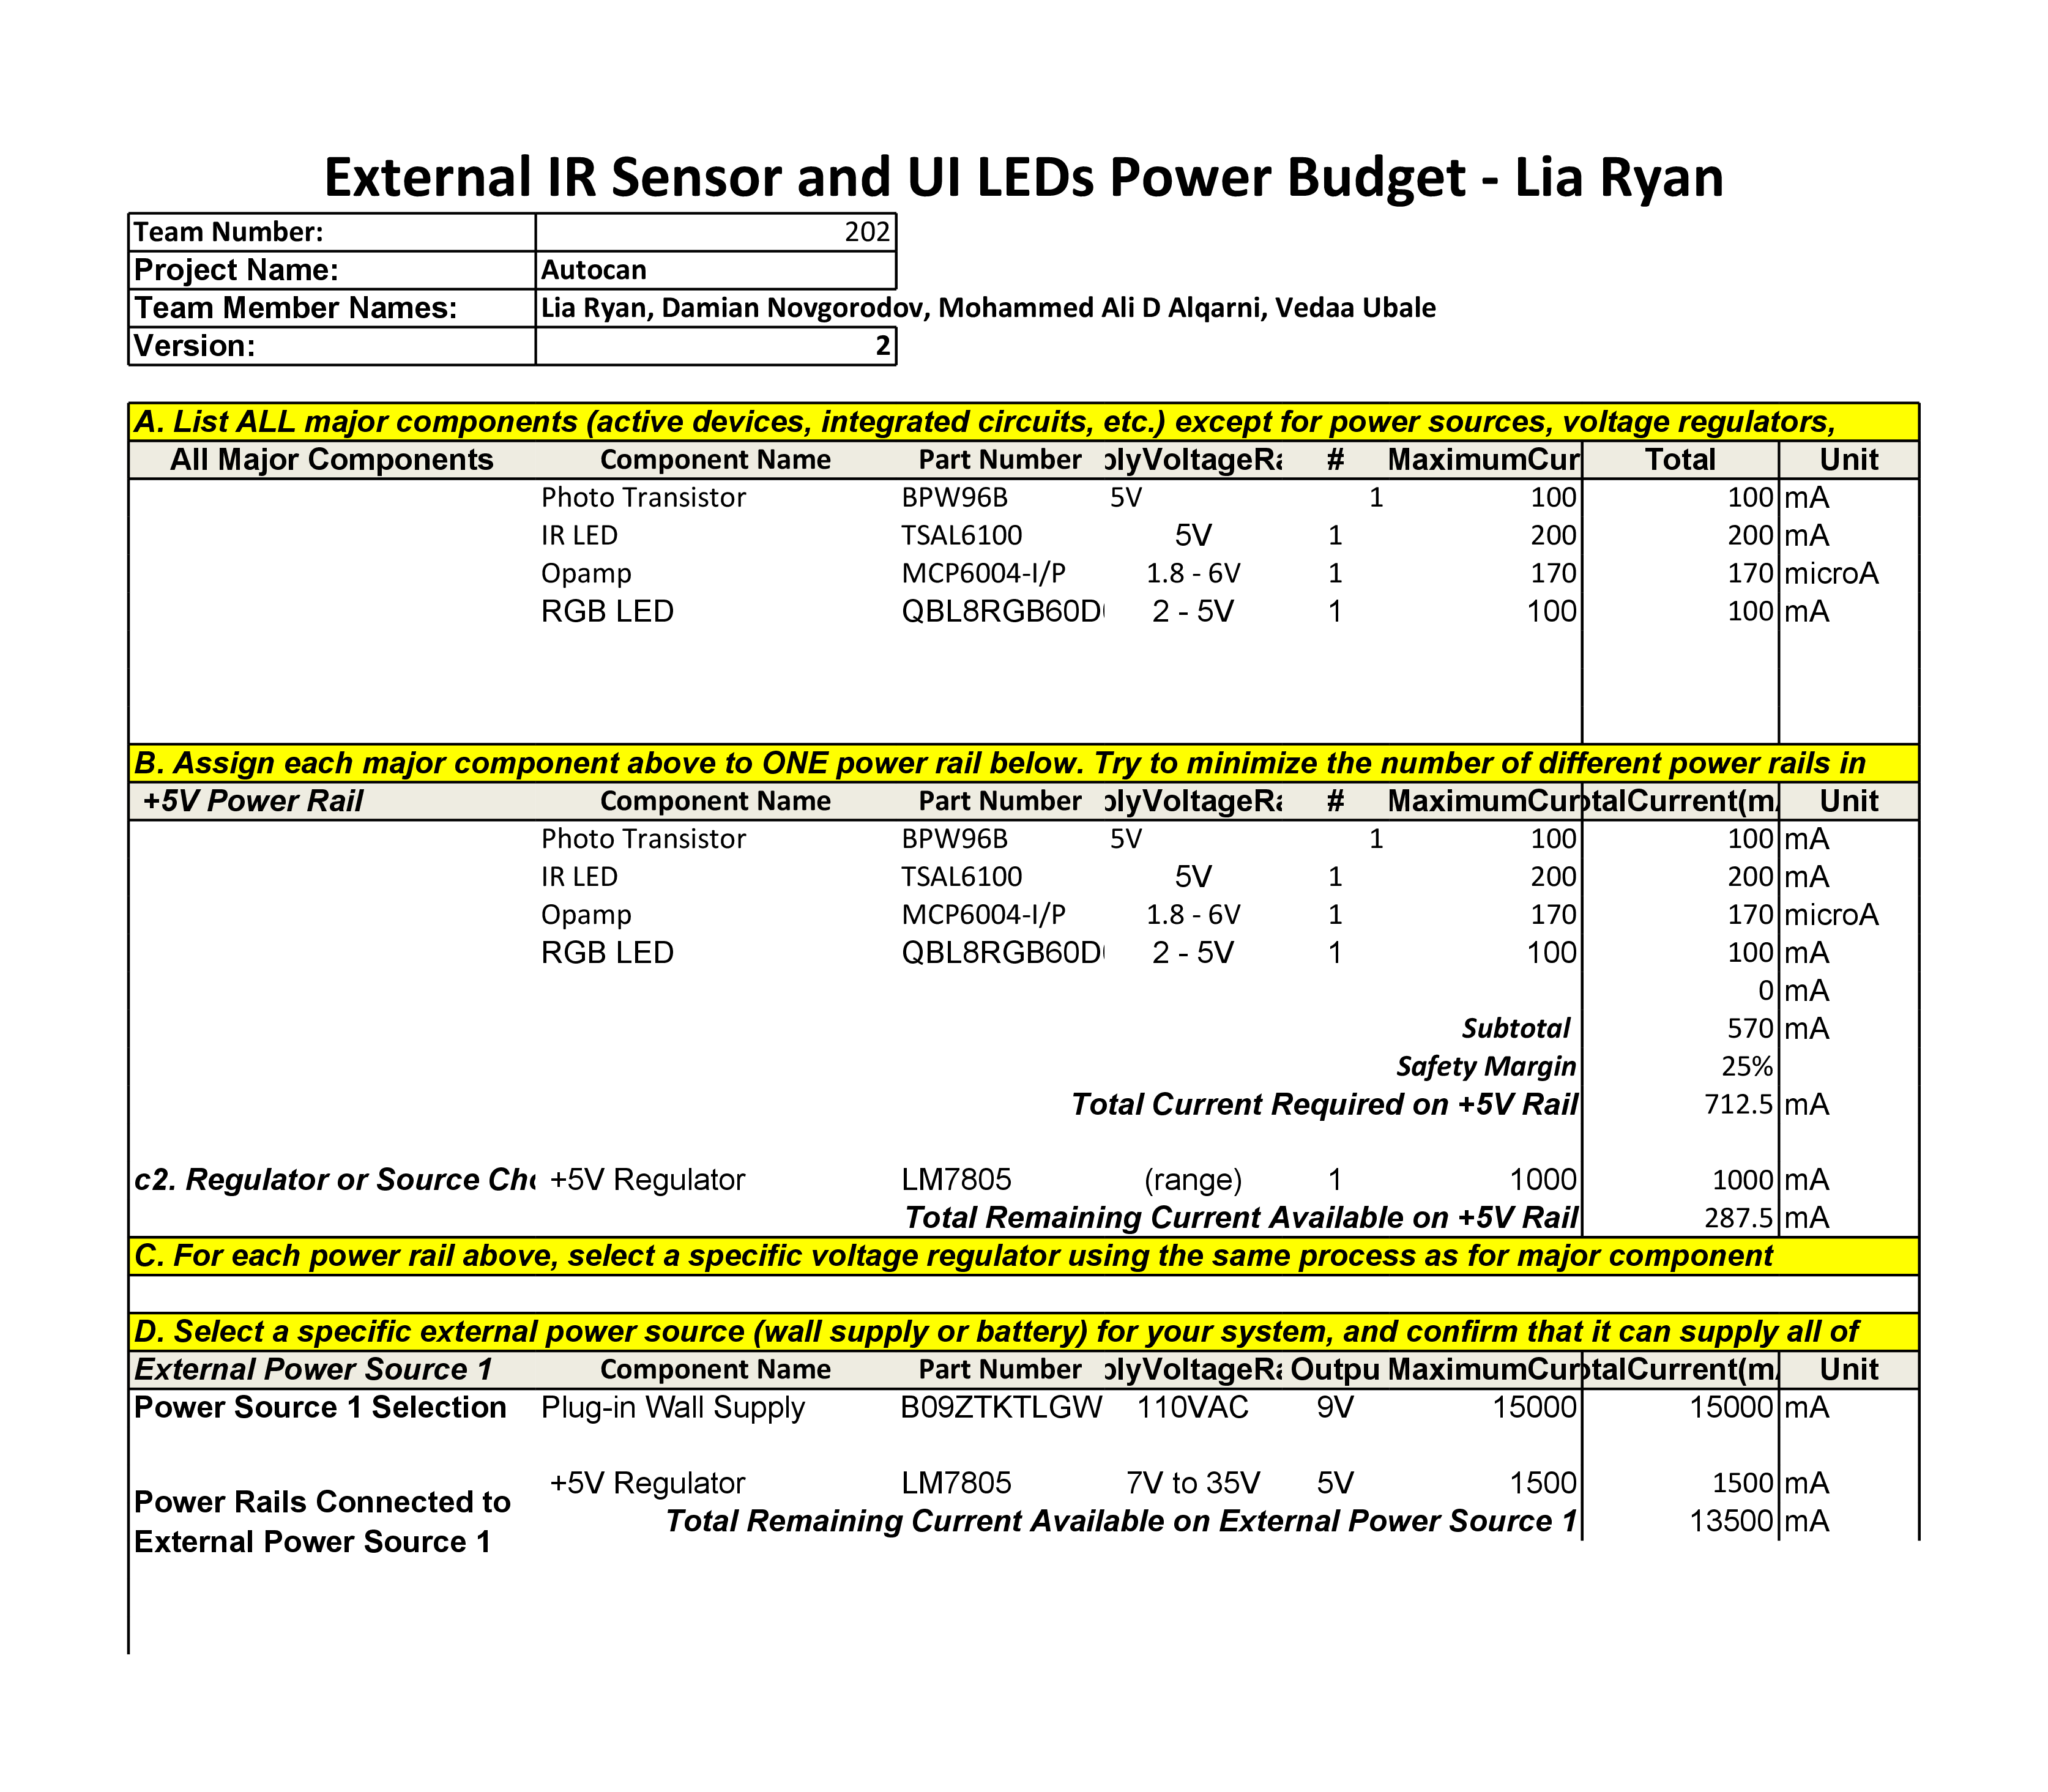 External IR Sensor and UI LEDs Power Budget - Lia Ryan
Team Number: 202
Project Name: Autocan
Team Member Names: Lia Ryan, Damian Novgorodov, Mohammed Ali D Alqarni, Vedaa Ubale
Version: 2
A. List ALL major components (active devices, integrated circuits, etc.) except for power sources, voltage regulators,
All Major Components Component Name Part Number plyVoltageRa # MaximumCur Total Unit
Photo Transistor BPW96B 5V 1 100 100 mA
IR LED TSAL6100 5V 1 200 200 mA
Opamp MCP6004-I/P 1.8 - 6V 1 170 170 microA
RGB LED QBL8RGB60D 2 - 5V 1 100 100 mA
B. Assign each major component above to ONE power rail below. Try to minimize the number of different power rails in
+5V Power Rail Component Name Part Number plyVoltageRa # MaximumCur otalCurrent(m Unit
Photo Transistor BPW96B 5V 1 100 100 mA
IR LED TSAL6100 5V 1 200 200 mA
Opamp MCP6004-I/P 1.8 - 6V 1 170 170 microA
RGB LED QBL8RGB60D 2 - 5V 1 100 100 mA
0 mA
Subtotal 570 mA
Safety Margin 25%
Total Current Required on +5V Rail 712.5 mA
c2. Regulator or Source Cho +5V Regulator LM7805 (range) 1 1000 1000 mA
Total Remaining Current Available on +5V Rail 287.5 mA
C. For each power rail above, select a specific voltage regulator using the same process as for major component
D. Select a specific external power source (wall supply or battery) for your system, and confirm that it can supply all of
External Power Source 1 Component Name Part Number plyVoltageRa Outpu MaximumCur otalCurrent(m Unit
Power Source 1 Selection Plug-in Wall Supply B09ZTKTLGW 110VAC 9V 15000 15000 mA
+5V Regulator LM7805 7V to 35V 5V 1500 1500 mA
Power Rails Connected to
External Power Source 1
Total Remaining Current Available on External Power Source 1 13500 mA